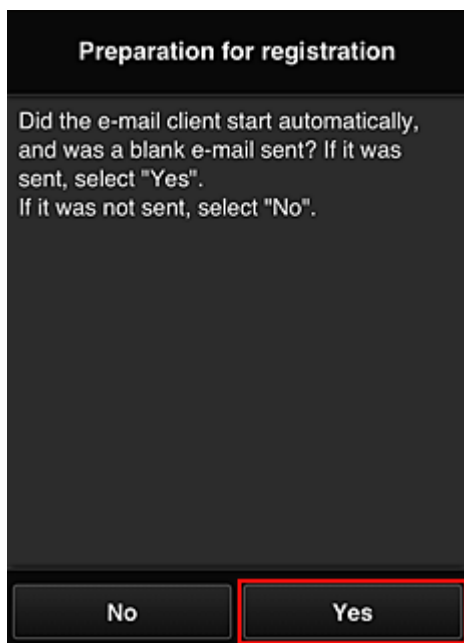 Preparation for registration
Did the e-mail client start automatically,
and was a blank e-mail sent? If it was
sent, select "Yes".
If it was not sent, select "No".
No
Yes